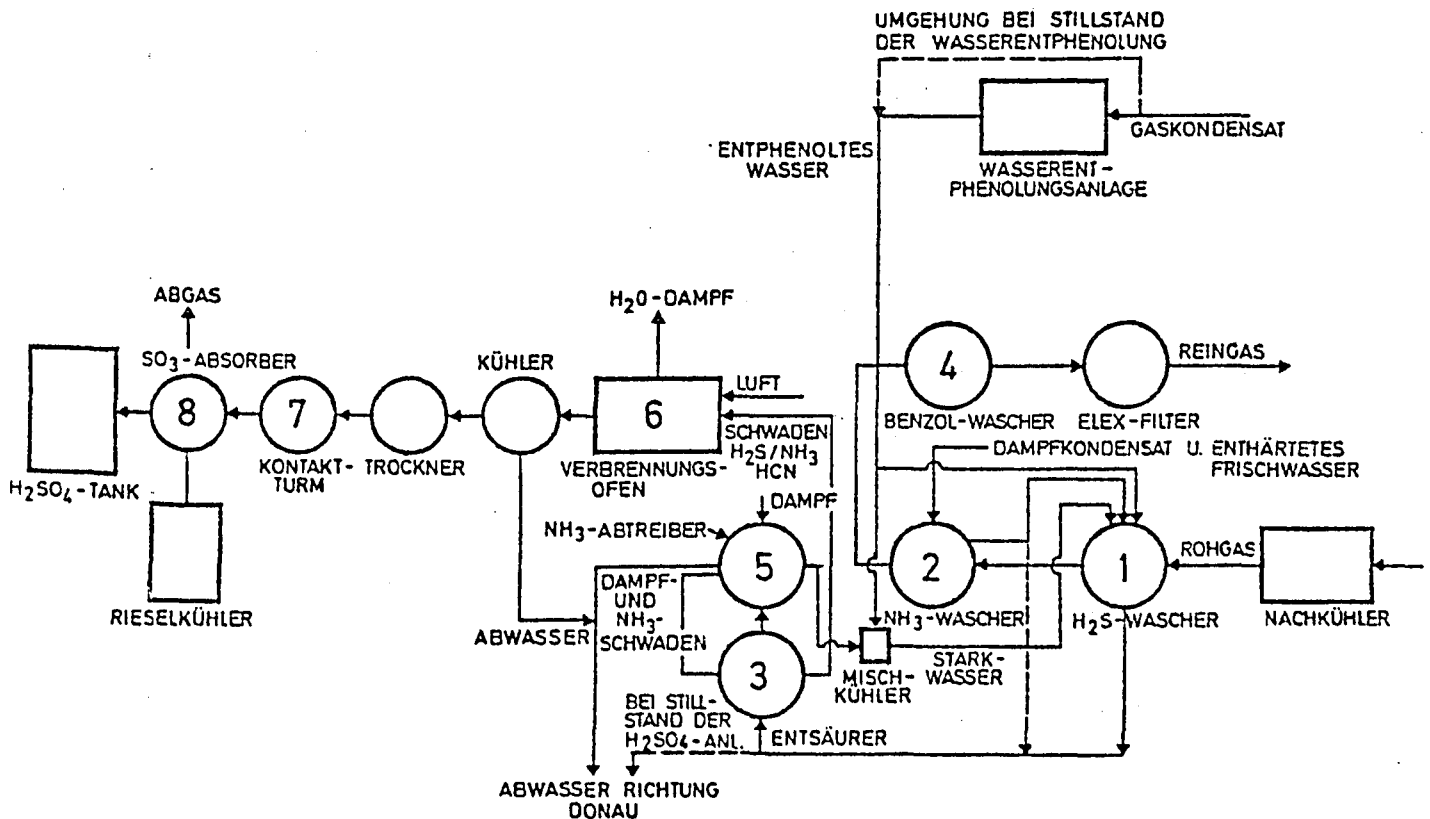 UMGEHUNG BEI STILLSTAND
DER WASSERENTPHENOLUNG
GASKONDENSAT
ENTPHENOLTES
WASSER
WASSERENT-
PHENOLUNGSANLAGE
ABGAS
H₂O-DAMPF
SO₃-ABSORBER
KÜHLER
LUFT
REINGAS
8
7
6
4
BENZOL-WASCHER
ELEX-FILTER
H₂SO₄-TANK
KONTAKT-
TURM
TROCKNER
VERBRENNUNGS-
OFEN
SCHWADEN
H₂S/NH₃
HCN
DAMPFKONDENSAT U. ENTHÄRTETES
FRISCHWASSER
DAMPF
NH₃-ABTREIBER
5
2
1
ROHGAS
DAMPF-
UND
NH₃-
SCHWADEN
RIESELKÜHLER
NH₃-WASCHER
H₂S-WASCHER
NACHKÜHLER
ABWASSER
3
MISCH-
KÜHLER
STARK-
WASSER
BEI STILL-
STAND DER
H₂SO₄-ANL.
ENTSÄURER
ABWASSER RICHTUNG
DONAU